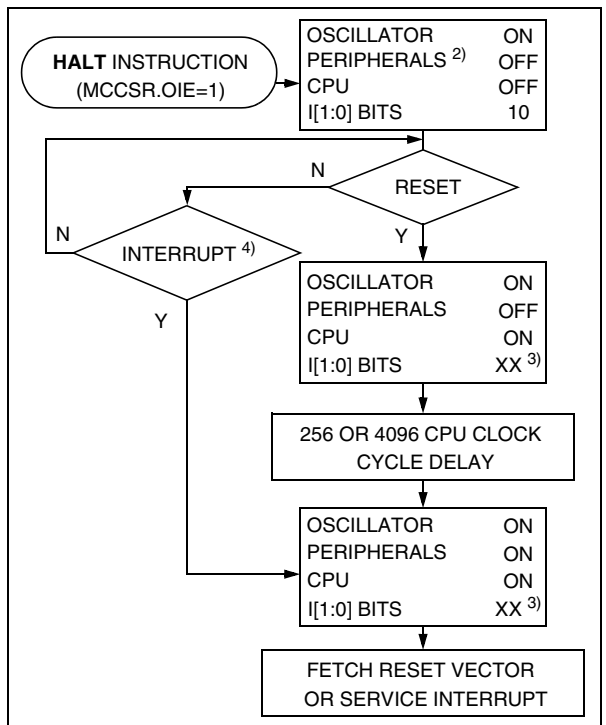 HALT INSTRUCTION
(MCCSR.OIE=1)
OSCILLATOR ON
PERIPHERALS 2) OFF
CPU OFF
I[1:0] BITS 10
RESET
N
Y
INTERRUPT 4)
N
Y
OSCILLATOR ON
PERIPHERALS OFF
CPU ON
I[1:0] BITS XX 3)
256 OR 4096 CPU CLOCK
CYCLE DELAY
OSCILLATOR ON
PERIPHERALS ON
CPU ON
I[1:0] BITS XX 3)
FETCH RESET VECTOR
OR SERVICE INTERRUPT